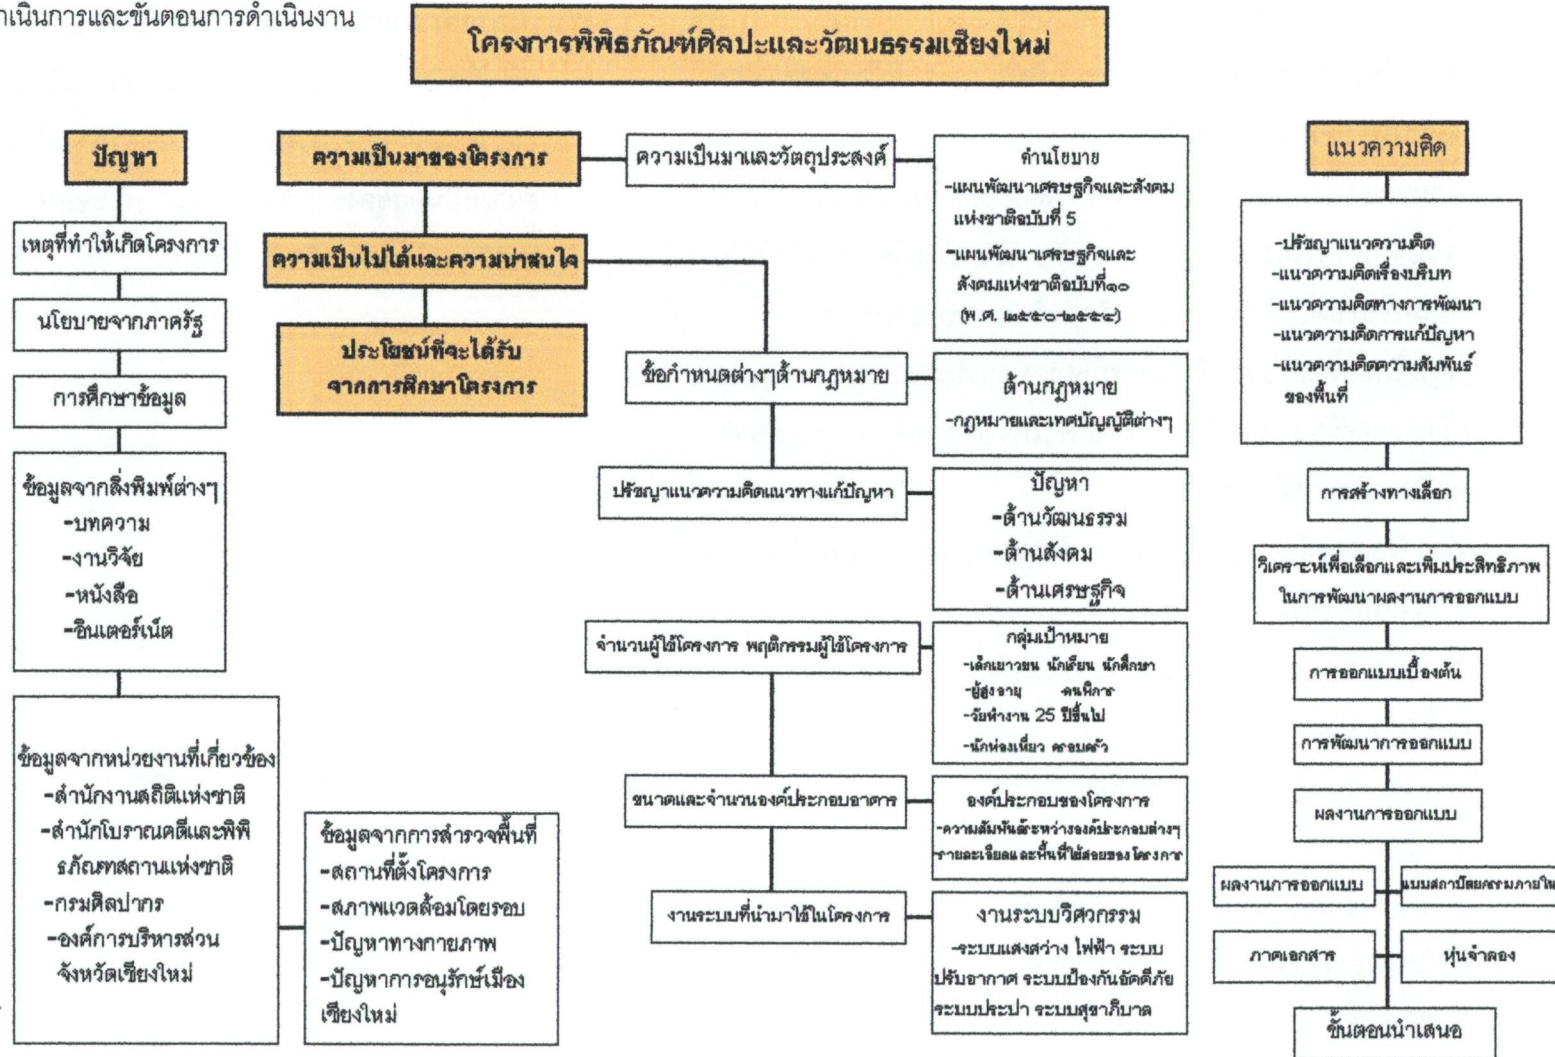 ำเนินการและขั้นตอนการดำเนินงาน
โครงการพิพิธภัณฑ์ศิลปะและวัฒนธรรมเชียงใหม่
ปัญหา
เหตุที่ทำให้เกิดโครงการ
นโยบายจากภาครัฐ
การศึกษาข้อมูล
ข้อมูลจากสิ่งพิมพ์ต่างๆ
-บทความ
-งานวิจัย
-หนังสือ
-อินเตอร์เน็ต
ข้อมูลจากหน่วยงานที่เกี่ยวข้อง
-สำนักงานสถิติแห่งชาติ
-สำนักโบราณคดีและพิพิ
ธภัณฑสถานแห่งชาติ
-กรมศิลปากร
-องค์การบริหารส่วน
จังหวัดเชียงใหม่
ข้อมูลจากการสำรวจพื้นที่
-สถานที่ตั้งโครงการ
-สภาพแวดล้อมโดยรอบ
-ปัญหาทางกายภาพ
-ปัญหาการอนุรักษ์เมือง
เชียงใหม่
ความเป็นมาของโครงการ
ความเป็นไปได้และความน่าสนใจ
ประโยชน์ที่จะได้รับ
จากการศึกษาโครงการ
ความเป็นมาและวัตถุประสงค์
ข้อกำหนดต่างๆด้านกฎหมาย
ปรัชญาแนวความคิดแนวทางแก้ปัญหา
จำนวนผู้ใช้โครงการ พฤติกรรมผู้ใช้โครงการ
ขนาดและจำนวนองค์ประกอบอาคาร
งานระบบที่นำมาใช้ในโครงการ
ด้านโยบาย
-แผนพัฒนาเศรษฐกิจและสังคม
แห่งชาติฉบับที่ 5
-แผนพัฒนาเศรษฐกิจและ
สังคมแห่งชาติฉบับที่๑๐
(พ.ศ. ๒๕๕๐-๒๕๕๔)
ด้านกฎหมาย
-กฎหมายและเทศบัญญัติต่างๆ
ปัญหา
-ด้านวัฒนธรรม
-ด้านสังคม
-ด้านเศรษฐกิจ
กลุ่มเป้าหมาย
-เด็กเยาวชน นักเรียน นักศึกษา
-ผู้สูงอายุ -คนพิการ
-วัยทำงาน 25 ปีขึ้นไป
-นักท่องเที่ยว ครอบครัว
องค์ประกอบของโครงการ
-ความสัมพันธ์ระหว่างองค์ประกอบต่างๆ
-รายละเอียดและพื้นที่ใช้สอยของโครงการ
งานระบบวิศวกรรม
-ระบบแสงสว่าง ไฟฟ้า ระบบ
ปรับอากาศ ระบบป้องกันอัคคีภัย
ระบบประปา ระบบสุขาภิบาล
แนวความคิด
-ปรัชญาแนวความคิด
-แนวความคิดเรื่องบริบท
-แนวความคิดทางการพัฒนา
-แนวความคิดการแก้ปัญหา
-แนวความคิดความสัมพันธ์
ของพื้นที่
การสร้างทางเลือก
วิเคราะห์เพื่อเลือกและเพิ่มประสิทธิภาพ
ในการพัฒนาผลงานการออกแบบ
การออกแบบเบื้องต้น
การพัฒนาการออกแบบ
ผลงานการออกแบบ
ผลงานการออกแบบ
แบบสถาปัตยกรรมภายใน
ภาคเอกสาร
หุ่นจำลอง
ขั้นตอนนำเสนอ